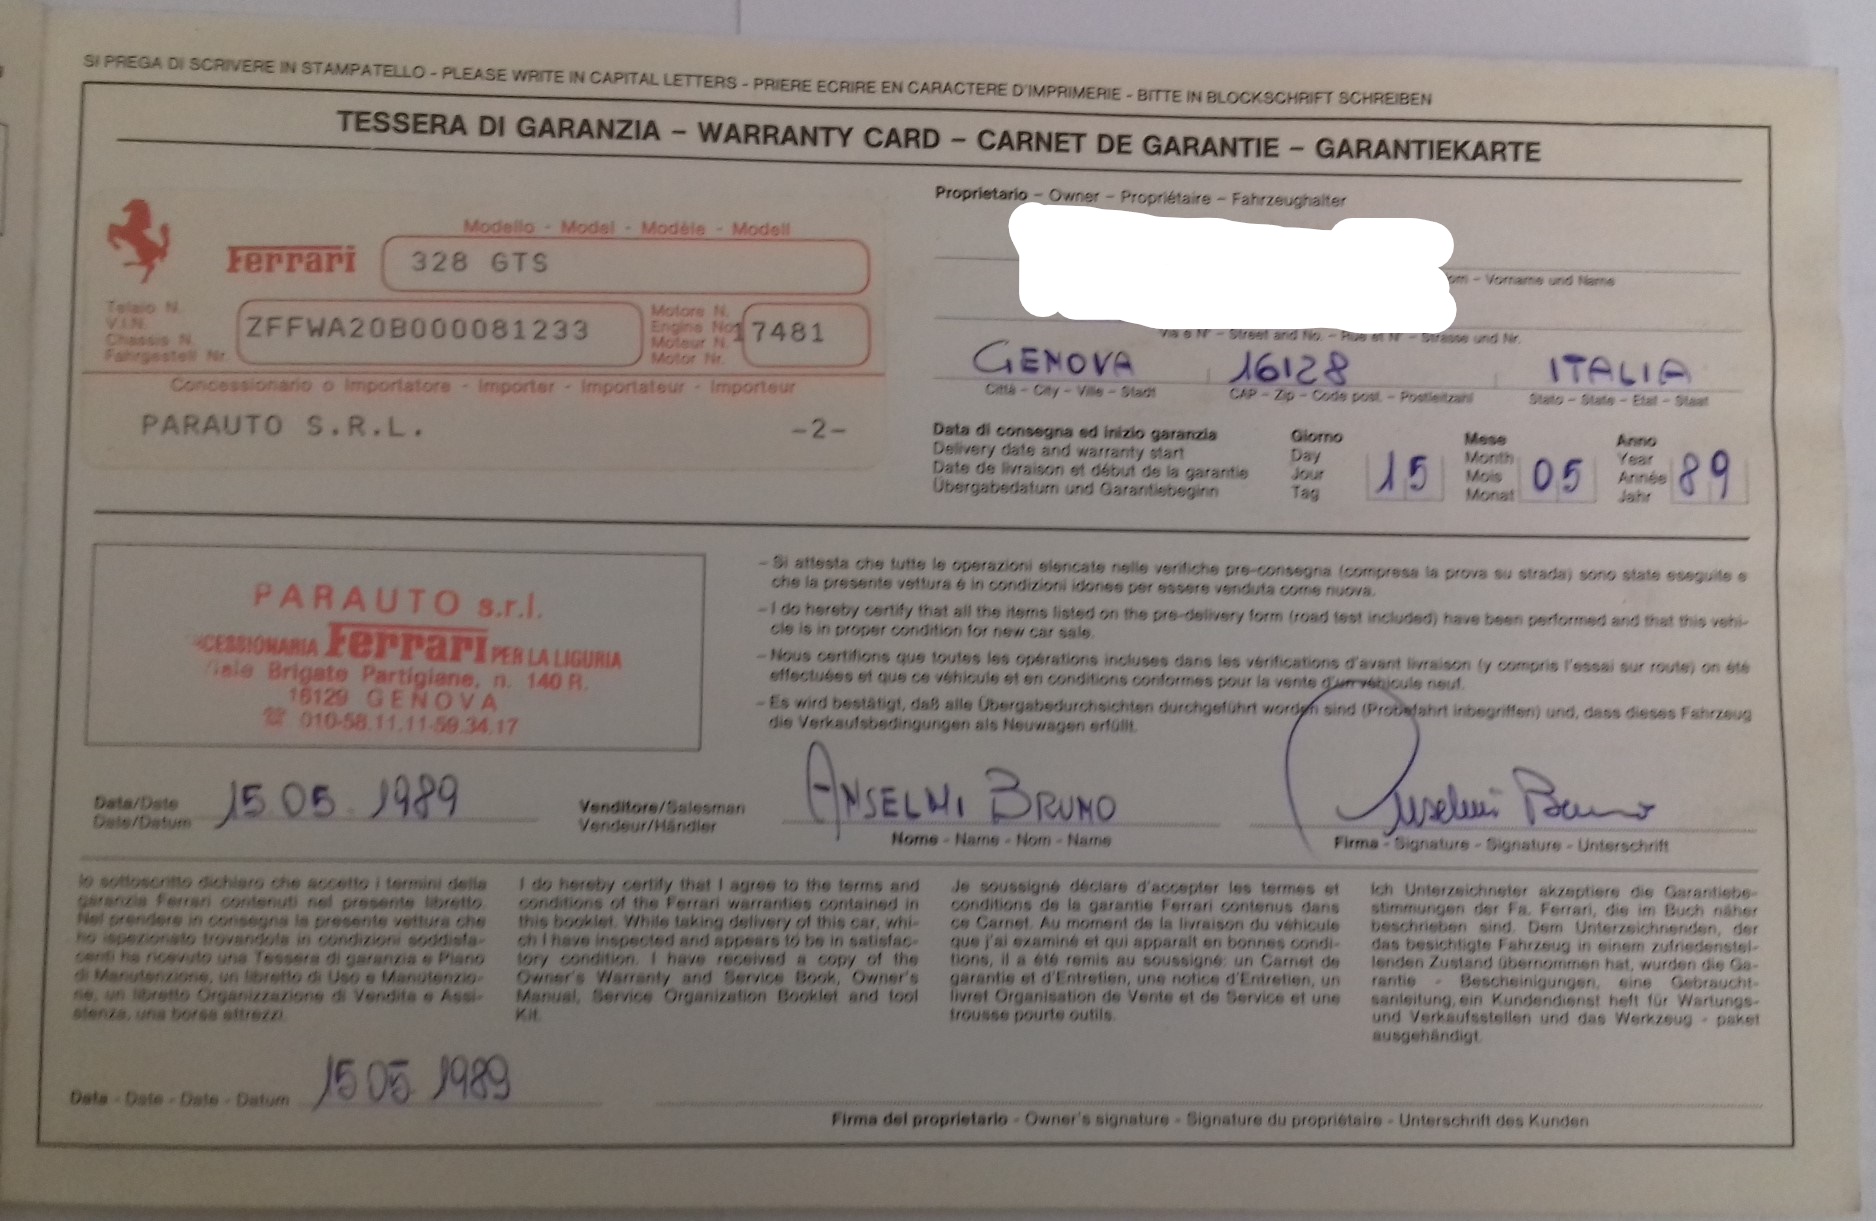 SI PREGA DI SCRIVERE IN STAMPATELLO - PLEASE WRITE IN CAPITAL LETTERS - PRIERE ECRIRE EN CARACTERE D'IMPRIMERIE - BITTE IN BLOCKSCHRIFT SCHREIBEN
TESSERA DI GARANZIA – WARRANTY CARD – CARNET DE GARANTIE – GARANTIEKARTE
Modello - Model - Modèle - Modell
Ferrari 328 GTS
Telaio N.
V.I.N.
Chassis N.
Fahrgestell Nr.
ZFFWA20B000081233
Motore N.
Engine No
Moteur N.
Motor Nr.
17481
Concessionario o Importatore - Importer - Importateur - Importeur
PARAUTO S.R.L. -2-
Proprietario – Owner – Propriétaire – Fahrzeughalter
– Vorname und Name
Via e N° – Street and No. – Rue et N° – Strasse und Nr.
GENOVA 16128 ITALIA
Città – City – Ville – Stadt CAP – Zip – Code post. – Postleitzahl Stato – State – Etat – Staat
Data di consegna ed inizio garanzia
Delivery date and warranty start
Date de livraison et début de la garantie
Übergabedatum und Garantiebeginn
Giorno
Day
Jour
Tag
15
Mese
Month
Mois
Monat
05
Anno
Year
Année
Jahr
89
PARAUTO s.r.l.
CESSIONARIA Ferrari PER LA LIGURIA
Viale Brigate Partigiane, n. 140 R.
16129 GENOVA
☎ 010-58.11.11-59.34.17
– Si attesta che tutte le operazioni elencate nelle verifiche pre-consegna (compresa la prova su strada) sono state eseguite e
che la presente vettura è in condizioni idonee per essere venduta come nuova.
– I do hereby certify that all the items listed on the pre-delivery form (road test included) have been performed and that this vehi-
cle is in proper condition for new car sale.
– Nous certifions que toutes les opérations incluses dans les vérifications d'avant livraison (y compris l'essai sur route) on été
effectuées et que ce véhicule et en conditions conformes pour la vente d'un véhicule neuf.
– Es wird bestätigt, daß alle Übergabedurchsichten durchgeführt worden sind (Probefahrt inbegriffen) und, dass dieses Fahrzeug
die Verkaufsbedingungen als Neuwagen erfüllt.
Data/Date
Date/Datum
15.05.1989
Venditore/Salesman
Vendeur/Händler
ANSELMI BRUNO
Nome - Name - Nom - Name
Anselmi Bruno
Firma - Signature - Signature - Unterschrift
Io sottoscritto dichiaro che accetto i termini della
garanzia Ferrari contenuti nel presente libretto.
Nel prendere in consegna la presente vettura che
ho ispezionato trovandola in condizioni soddisfa-
centi ha ricevuto una Tessera di garanzia e Piano
di Manutenzione, un libretto di Uso e Manutenzio-
ne, un libretto Organizzazione di Vendita e Assi-
stenza, una borsa attrezzi.
I do hereby certify that I agree to the terms and
conditions of the Ferrari warranties contained in
this booklet. While taking delivery of this car, whi-
ch I have inspected and appears to be in satisfac-
tory condition. I have received a copy of the
Owner's Warranty and Service Book, Owner's
Manual, Service Organization Booklet and tool
Kit.
Je soussigné déclare d'accepter les termes et
conditions de la garantie Ferrari contenus dans
ce Carnet. Au moment de la livraison du véhicule
que j'ai examiné et qui apparaît en bonnes condi-
tions, il a été remis au soussigné: un Carnet de
garantie et d'Entretien, une notice d'Entretien, un
livret Organisation de Vente et de Service et une
trousse pourte outils.
Ich Unterzeichneter akzeptiere die Garantiebe-
stimmungen der Fa. Ferrari, die im Buch näher
beschrieben sind. Dem Unterzeichnenden, der
das besichtigte Fahrzeug in einem zufriedenstel-
lenden Zustand übernommen hat, wurden die Ga-
rantie - Bescheinigungen, eine Gebraucht-
sanleitung, ein Kundendienst heft für Wartungs-
und Verkaufsstellen und das Werkzeug - paket
ausgehändigt.
Data - Date - Date - Datum 15 05 1989
Firma del proprietario - Owner's signature - Signature du propriétaire - Unterschrift des Kunden